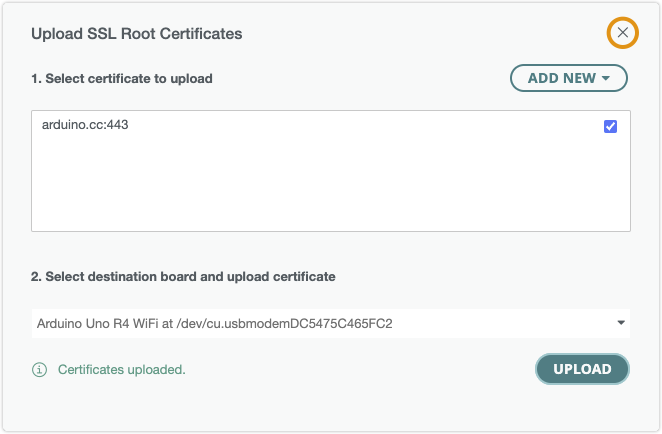 Upload SSL Root Certificates
1. Select certificate to upload
ADD NEW
arduino.cc:443
2. Select destination board and upload certificate
Arduino Uno R4 WiFi at /dev/cu.usbmodemDC5475C465FC2
Certificates uploaded.
UPLOAD